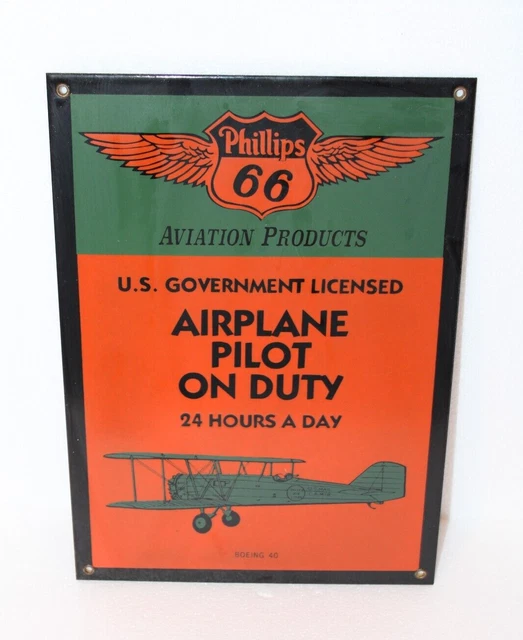 Phillips
66
AVIATION PRODUCTS
U.S. GOVERNMENT LICENSED
AIRPLANE
PILOT
ON DUTY
24 HOURS A DAY
BOEING 40